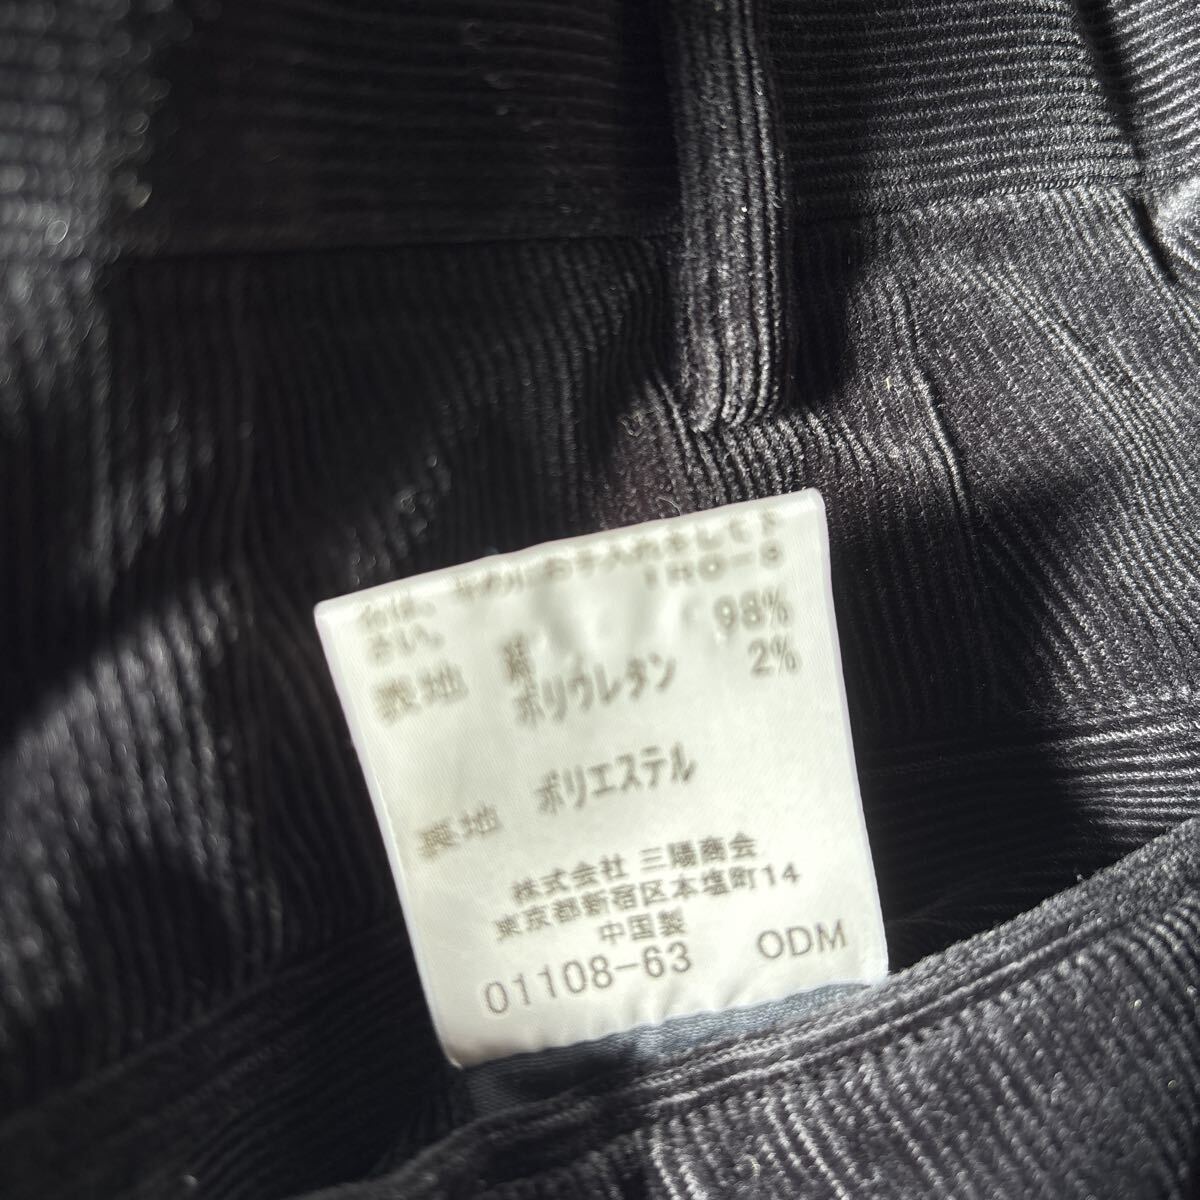 さい。
表地 綿 98%
ポリウレタン 2%
裏地 ポリエステル
株式会社 三陽商会
東京都新宿区本塩町14
中国製
01108-63 ODM